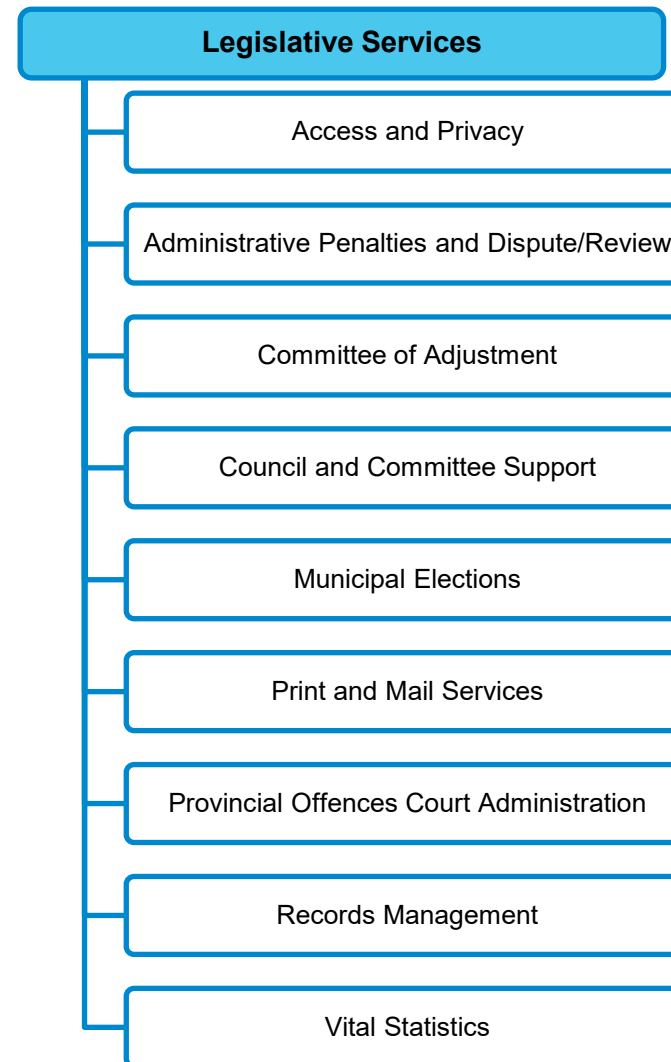 Legislative Services
Access and Privacy
Administrative Penalties and Dispute/Review
Committee of Adjustment
Council and Committee Support
Municipal Elections
Print and Mail Services
Provincial Offences Court Administration
Records Management
Vital Statistics